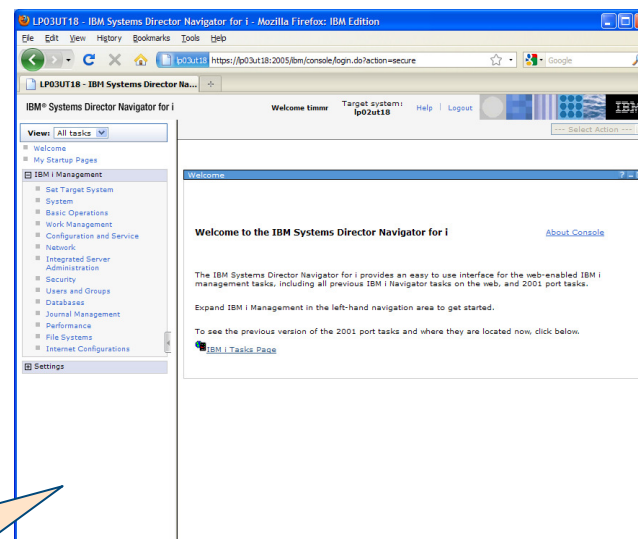 LP03UT18 - IBM Systems Director Navigator for i - Mozilla Firefox: IBM Edition
File Edit View History Bookmarks Tools Help
lp03ut18 https://lp03ut18:2005/ibm/console/login.do?action=secure
Google
LP03UT18 - IBM Systems Director Na...
IBM® Systems Director Navigator for i
Welcome timmr
Target system: lp02ut18
Help | Logout
IBM
--- Select Action ---
View: All tasks
Welcome
My Startup Pages
IBM i Management
Set Target System
System
Basic Operations
Work Management
Configuration and Service
Network
Integrated Server
Administration
Security
Users and Groups
Databases
Journal Management
Performance
File Systems
Internet Configurations
Settings
Welcome
Welcome to the IBM Systems Director Navigator for i
About Console
The IBM Systems Director Navigator for i provides an easy to use interface for the web-enabled IBM i
management tasks, including all previous IBM i Navigator tasks on the web, and 2001 port tasks.
Expand IBM i Management in the left-hand navigation area to get started.
To see the previous version of the 2001 port tasks and where they are located now, click below.
IBM i Tasks Page